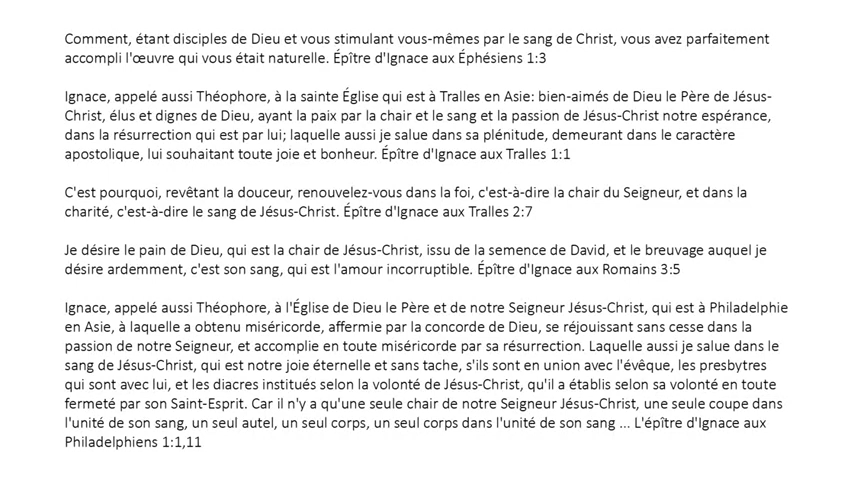 Comment, étant disciples de Dieu et vous stimulant vous-mêmes par le sang de Christ, vous avez parfaitement
accompli l'œuvre qui vous était naturelle. Épître d'Ignace aux Éphésiens 1:3
Ignace, appelé aussi Théophore, à la sainte Église qui est à Tralles en Asie: bien-aimés de Dieu le Père de Jésus-
Christ, élus et dignes de Dieu, ayant la paix par la chair et le sang et la passion de Jésus-Christ notre espérance,
dans la résurrection qui est par lui; laquelle aussi je salue dans sa plénitude, demeurant dans le caractère
apostolique, lui souhaitant toute joie et bonheur. Épître d'Ignace aux Tralles 1:1
C'est pourquoi, revêtant la douceur, renouvelez-vous dans la foi, c'est-à-dire la chair du Seigneur, et dans la
charité, c'est-à-dire le sang de Jésus-Christ. Épître d'Ignace aux Tralles 2:7
Je désire le pain de Dieu, qui est la chair de Jésus-Christ, issu de la semence de David, et le breuvage auquel je
désire ardemment, c'est son sang, qui est l'amour incorruptible. Épître d'Ignace aux Romains 3:5
Ignace, appelé aussi Théophore, à l'Église de Dieu le Père et de notre Seigneur Jésus-Christ, qui est à Philadelphie
en Asie, à laquelle a obtenu miséricorde, affermie par la concorde de Dieu, se réjouissant sans cesse dans la
passion de notre Seigneur, et accomplie en toute miséricorde par sa résurrection. Laquelle aussi je salue dans le
sang de Jésus-Christ, qui est notre joie éternelle et sans tache, s'ils sont en union avec l'évêque, les presbytres
qui sont avec lui, et les diacres institués selon la volonté de Jésus-Christ, qu'il a établis selon sa volonté en toute
fermeté par son Saint-Esprit. Car il n'y a qu'une seule chair de notre Seigneur Jésus-Christ, une seule coupe dans
l'unité de son sang, un seul autel, un seul corps, un seul corps dans l'unité de son sang ... L'épître d'Ignace aux
Philadelphiens 1:1,11